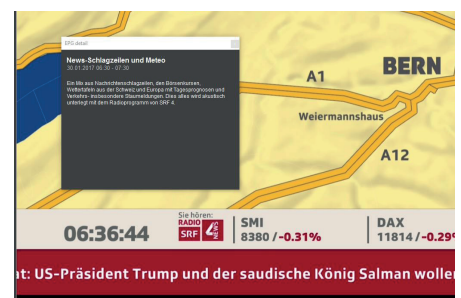 EPG detail
News-Schlagzeilen und Meteo
30.01.2017 06:30 - 07:30
Ein Mix aus Nachrichtenschlagzeilen, den Börsenkursen,
Wettertafeln aus der Schweiz und Europa mit Tagesprognosen und
Verkehrs- insbesondere Staumeldungen. Dies alles wird akustisch
unterlegt mit dem Radioprogramm von SRF 4.
A1
BERN
Weiermannshaus
A12
06:36:44
Sie hören:
RADIO
SRF 4 NEWS
SMI
8380 / -0.31%
DAX
11814 / -0.29%
nt: US-Präsident Trump und der saudische König Salman wollen